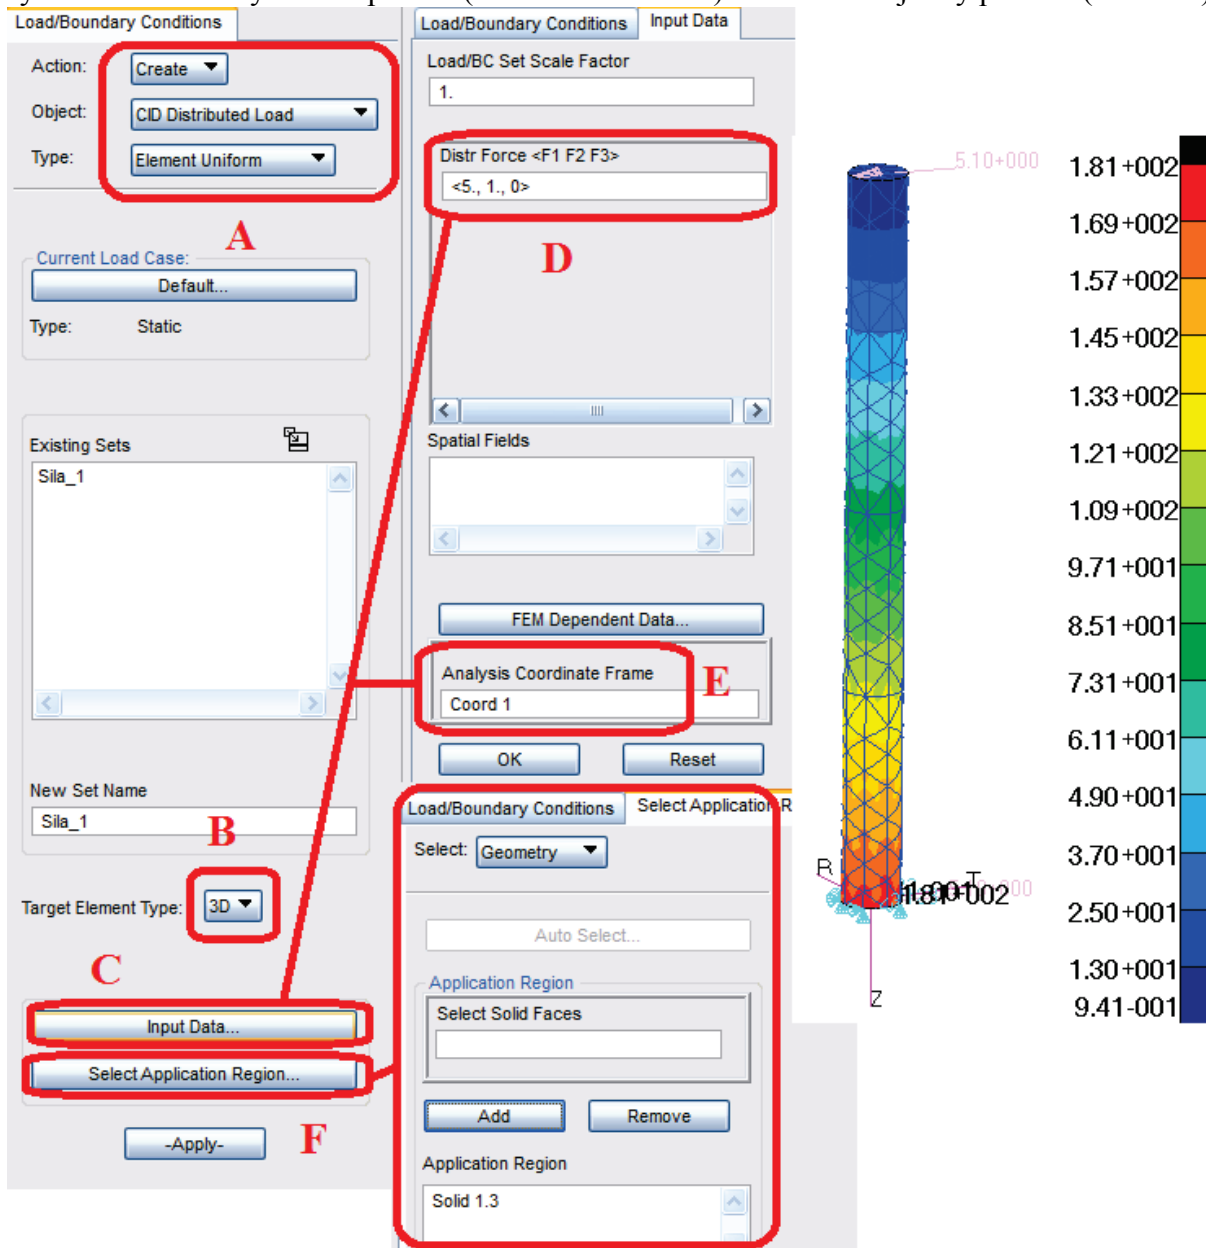 Load/Boundary Conditions
Action:
Create
Object:
CID Distributed Load
Type:
Element Uniform
A
Current Load Case:
Default...
Type:
Static
Existing Sets
Sila_1
New Set Name
Sila_1
B
Target Element Type:
3D
C
Input Data...
Select Application Region...
-Apply-
F
Load/Boundary Conditions
Input Data
Load/BC Set Scale Factor
1.
Distr Force <F1 F2 F3>
<5., 1., 0>
D
Spatial Fields
FEM Dependent Data...
Analysis Coordinate Frame
Coord 1
E
OK
Reset
Load/Boundary Conditions
Select Application R
Select:
Geometry
Auto Select...
Application Region
Select Solid Faces
Add
Remove
Application Region
Solid 1.3
5.10+000
R
T
Z
1.81+002
1.69+002
1.57+002
1.45+002
1.33+002
1.21+002
1.09+002
9.71+001
8.51+001
7.31+001
6.11+001
4.90+001
3.70+001
2.50+001
1.30+001
9.41-001